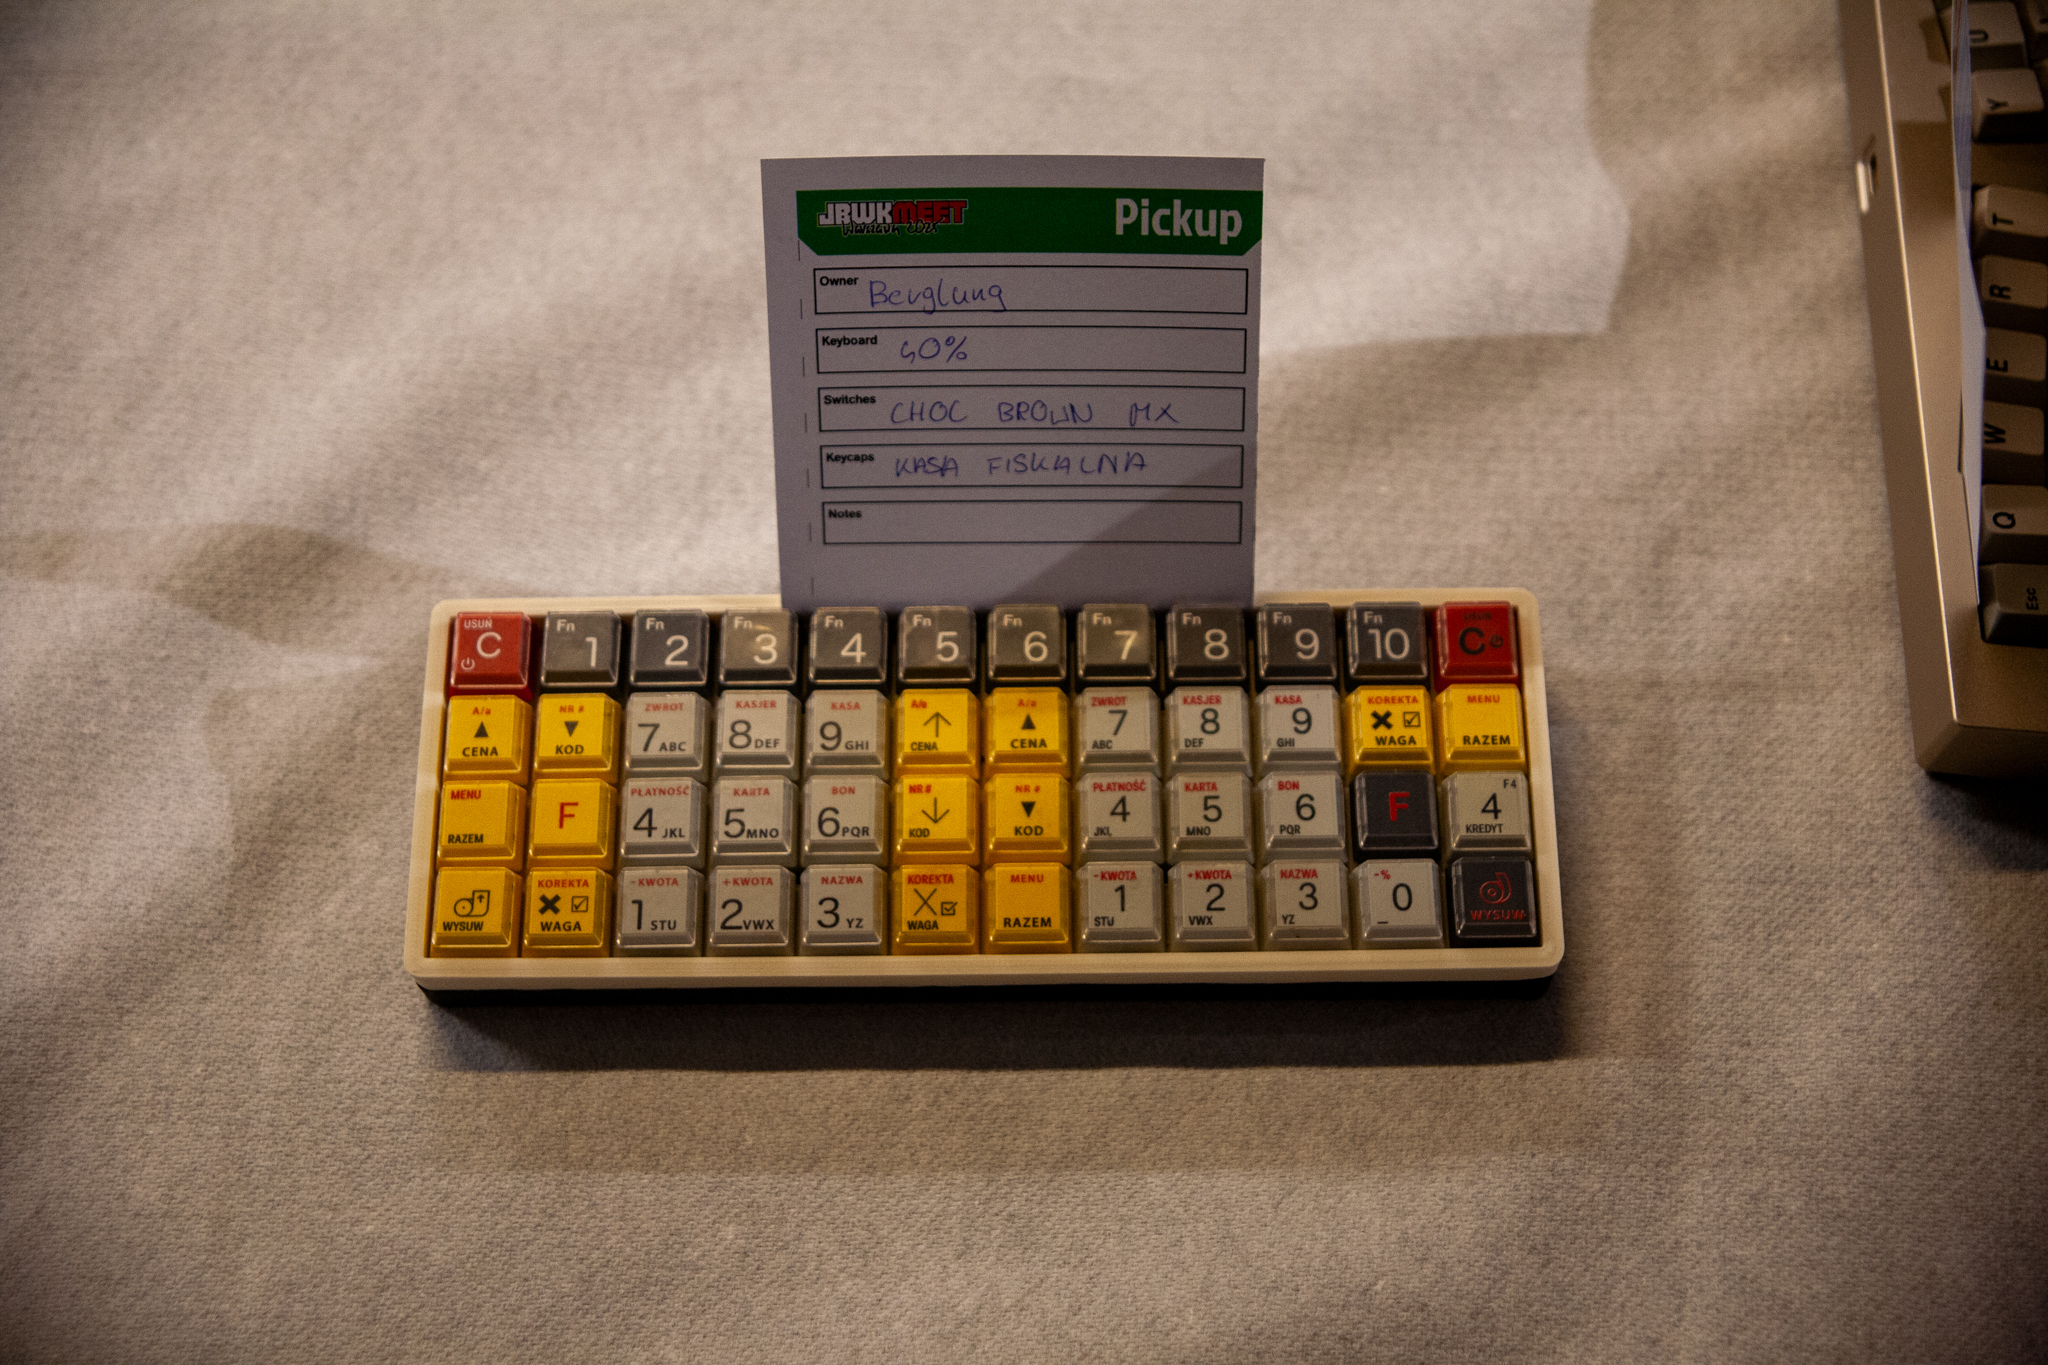 JBWKMEET Pickup
Warszawa 2025
Owner Berglung
Keyboard 40%
Switches CHOC BROWN MX
Keycaps KASA FISKALNA
Notes
USUŃ Fn Fn Fn Fn Fn Fn Fn Fn Fn Fn
C 1 2 3 4 5 6 7 8 9 10 C
A/a NR # ZWROT KASJER KASA A/a A/a ZWROT KASJER KASA KOREKTA MENU
▲ ▼ 7 ABC 8 DEF 9 GHI ↑ ▲ 7 8 9 ✖ ☑
CENA KOD CENA CENA ABC DEF GHI WAGA RAZEM
MENU PŁATNOŚĆ KARTA BON NR # NR # PŁATNOŚĆ KARTA BON F4
F 4 JKL 5 MNO 6 PQR ↓ ▼ 4 5 6 F 4
RAZEM KOD KOD JKL MNO PQR KREDYT
KOREKTA -KWOTA +KWOTA NAZWA KOREKTA MENU -KWOTA +KWOTA NAZWA -%
✖ ☑ 1 STU 2 VWX 3 YZ X ☑ 1 2 3 _0
WYSUW WAGA WAGA RAZEM STU VWX YZ WYSUW
U
Y
T
R
E
W
Q
Esc